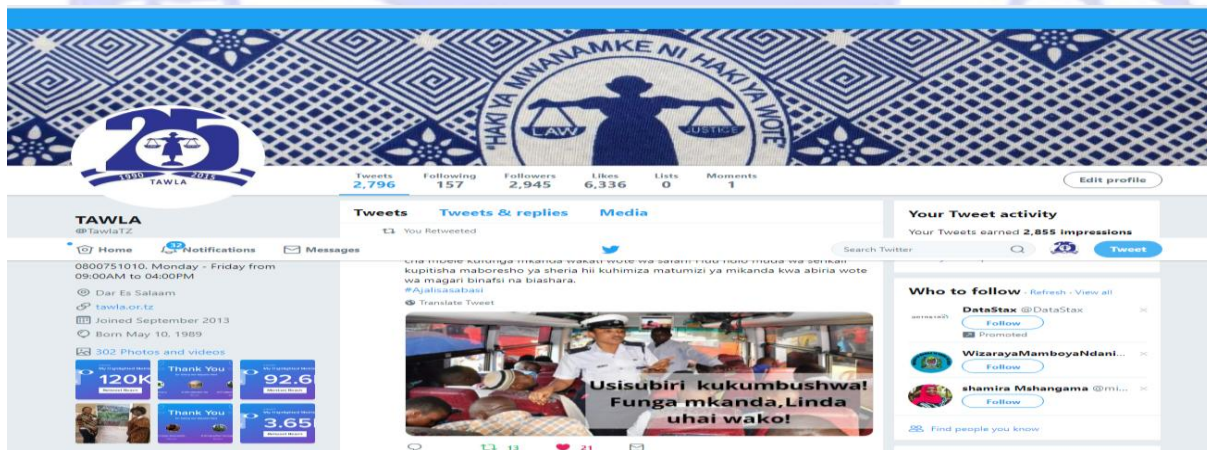 "HAKI YA MWANAMKE NI HAKI YA WOTE"
LAW JUSTICE
25
1990 TAWLA 2015
Tweets Following Followers Likes Lists Moments
2,796 157 2,945 6,336 0 1
Edit profile
TAWLA
@TawlaTZ
Tweets Tweets & replies Media
You Retweeted
Your Tweet activity
Your Tweets earned 2,855 impressions
Home 32 Notifications Messages
Search Twitter
Tweet
0800751010. Monday - Friday from
09:00AM to 04:00PM
Dar Es Salaam
tawla.or.tz
Joined September 2013
Born May 10, 1989
302 Photos and videos
120K
Thank You
92.6
Thank You
3.65
kupitisha maboresho ya sheria hii kuhimiza matumizi ya mikanda kwa abiria wote
wa magari binafsi na biashara.
#Ajalisasabasi
Translate Tweet
Usisubiri kukumbushwa!
Funga mkanda,Linda
uhai wako!
13 21
Who to follow · Refresh · View all
DataStax @DataStax
Follow
Promoted
WizarayaMamboyaNdani...
Follow
shamira Mshangama @mi...
Follow
Find people you know